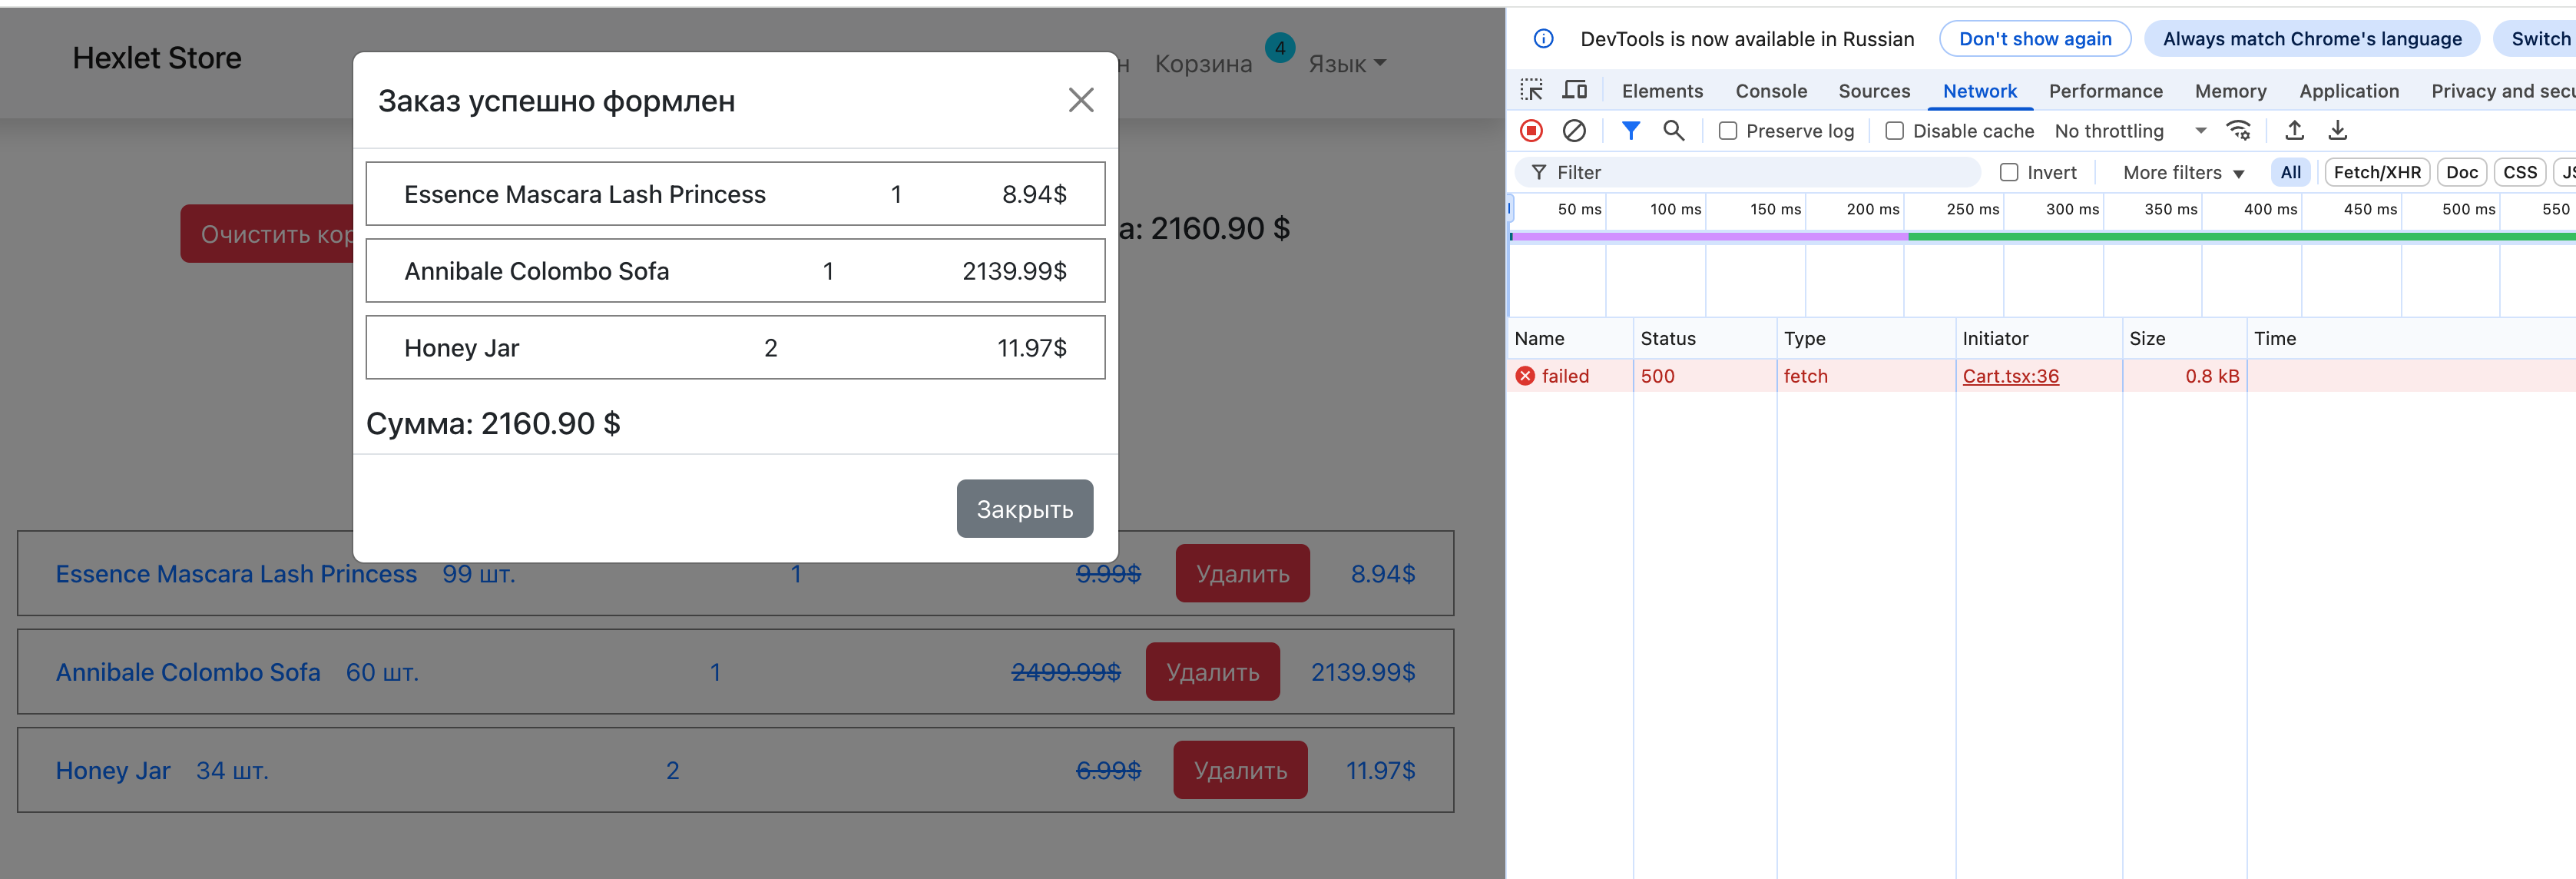 Hexlet Store
н Корзина 4 Язык
Заказ успешно формлен
Essence Mascara Lash Princess 1 8.94$
Annibale Colombo Sofa 1 2139.99$
Honey Jar 2 11.97$
Сумма: 2160.90 $
Закрыть
Очистить кор
а: 2160.90 $
Essence Mascara Lash Princess 99 шт. 1 9.99$ Удалить 8.94$
Annibale Colombo Sofa 60 шт. 1 2499.99$ Удалить 2139.99$
Honey Jar 34 шт. 2 6.99$ Удалить 11.97$
DevTools is now available in Russian Don't show again Always match Chrome's language Switch
Elements Console Sources Network Performance Memory Application Privacy and secu
Preserve log Disable cache No throttling
Filter Invert More filters All Fetch/XHR Doc CSS JS
50 ms 100 ms 150 ms 200 ms 250 ms 300 ms 350 ms 400 ms 450 ms 500 ms 550
Name Status Type Initiator Size Time
failed 500 fetch Cart.tsx:36 0.8 kB